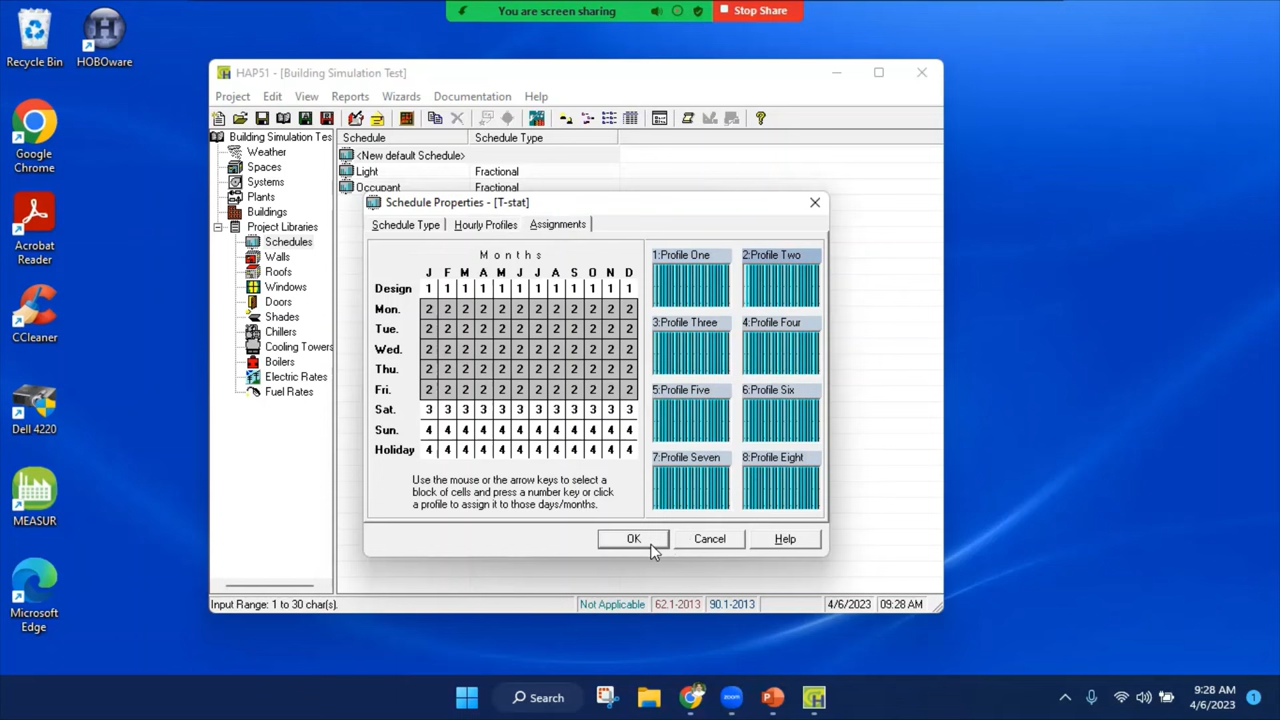 You are screen sharing
Stop Share
Recycle Bin
HOBOware
Google Chrome
Acrobat Reader
CCleaner
Dell 4220
MEASUR
Microsoft Edge
HAP51 - [Building Simulation Test]
Project Edit View Reports Wizards Documentation Help
Building Simulation Tes
Weather
Spaces
Systems
Plants
Buildings
Project Libraries
Schedules
Walls
Roofs
Windows
Doors
Shades
Chillers
Cooling Towers
Boilers
Electric Rates
Fuel Rates
Schedule Schedule Type
<New default Schedule>
Light Fractional
Occupant Fractional
Schedule Properties - [T-stat]
Schedule Type Hourly Profiles Assignments
Months
J F M A M J J A S O N D
Design 1 1 1 1 1 1 1 1 1 1 1 1
Mon. 2 2 2 2 2 2 2 2 2 2 2 2
Tue. 2 2 2 2 2 2 2 2 2 2 2 2
Wed. 2 2 2 2 2 2 2 2 2 2 2 2
Thu. 2 2 2 2 2 2 2 2 2 2 2 2
Fri. 2 2 2 2 2 2 2 2 2 2 2 2
Sat. 3 3 3 3 3 3 3 3 3 3 3 3
Sun. 4 4 4 4 4 4 4 4 4 4 4 4
Holiday 4 4 4 4 4 4 4 4 4 4 4 4
Use the mouse or the arrow keys to select a
block of cells and press a number key or click
a profile to assign it to those days/months.
1:Profile One 2:Profile Two
3:Profile Three 4:Profile Four
5:Profile Five 6:Profile Six
7:Profile Seven 8:Profile Eight
OK Cancel Help
Input Range: 1 to 30 char(s). Not Applicable 62.1-2013 90.1-2013 4/6/2023 09:28 AM
Search
9:28 AM
4/6/2023
1